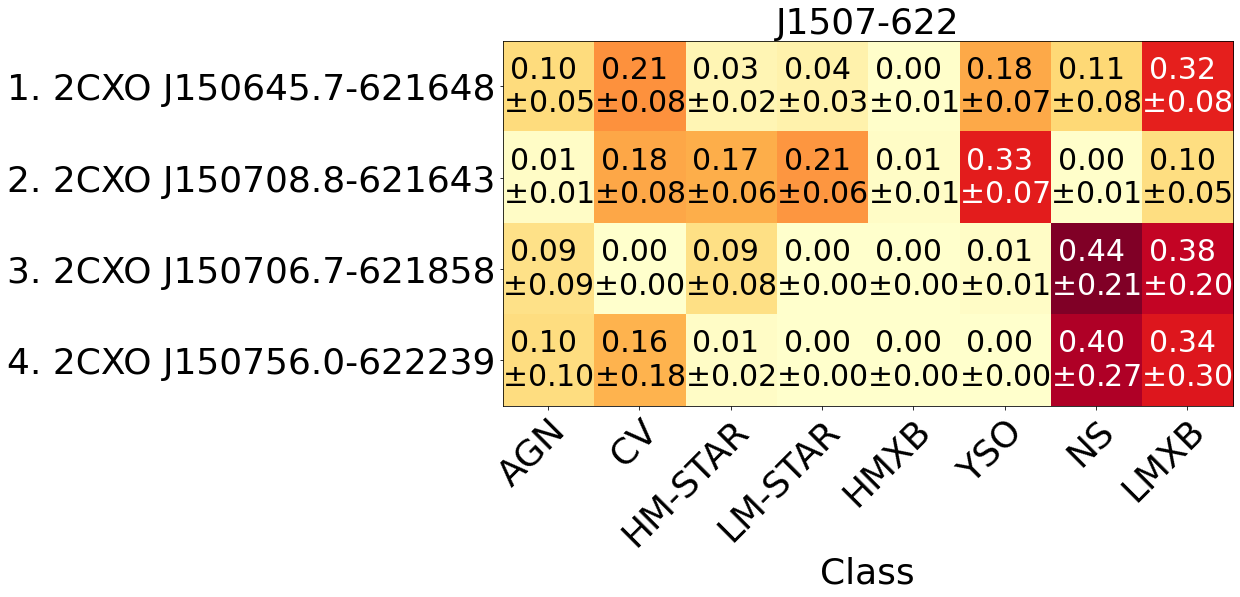 J1507-622
1. 2CXO J150645.7-621648
0.10 0.21 0.03 0.04 0.00 0.18 0.11 0.32
±0.05 ±0.08 ±0.02 ±0.03 ±0.01 ±0.07 ±0.08 ±0.08
2. 2CXO J150708.8-621643
0.01 0.18 0.17 0.21 0.01 0.33 0.00 0.10
±0.01 ±0.08 ±0.06 ±0.06 ±0.01 ±0.07 ±0.01 ±0.05
3. 2CXO J150706.7-621858
0.09 0.00 0.09 0.00 0.00 0.01 0.44 0.38
±0.09 ±0.00 ±0.08 ±0.00 ±0.00 ±0.01 ±0.21 ±0.20
4. 2CXO J150756.0-622239
0.10 0.16 0.01 0.00 0.00 0.00 0.40 0.34
±0.10 ±0.18 ±0.02 ±0.00 ±0.00 ±0.00 ±0.27 ±0.30
AGN CV HM-STAR LM-STAR HMXB YSO NS LMXB
Class